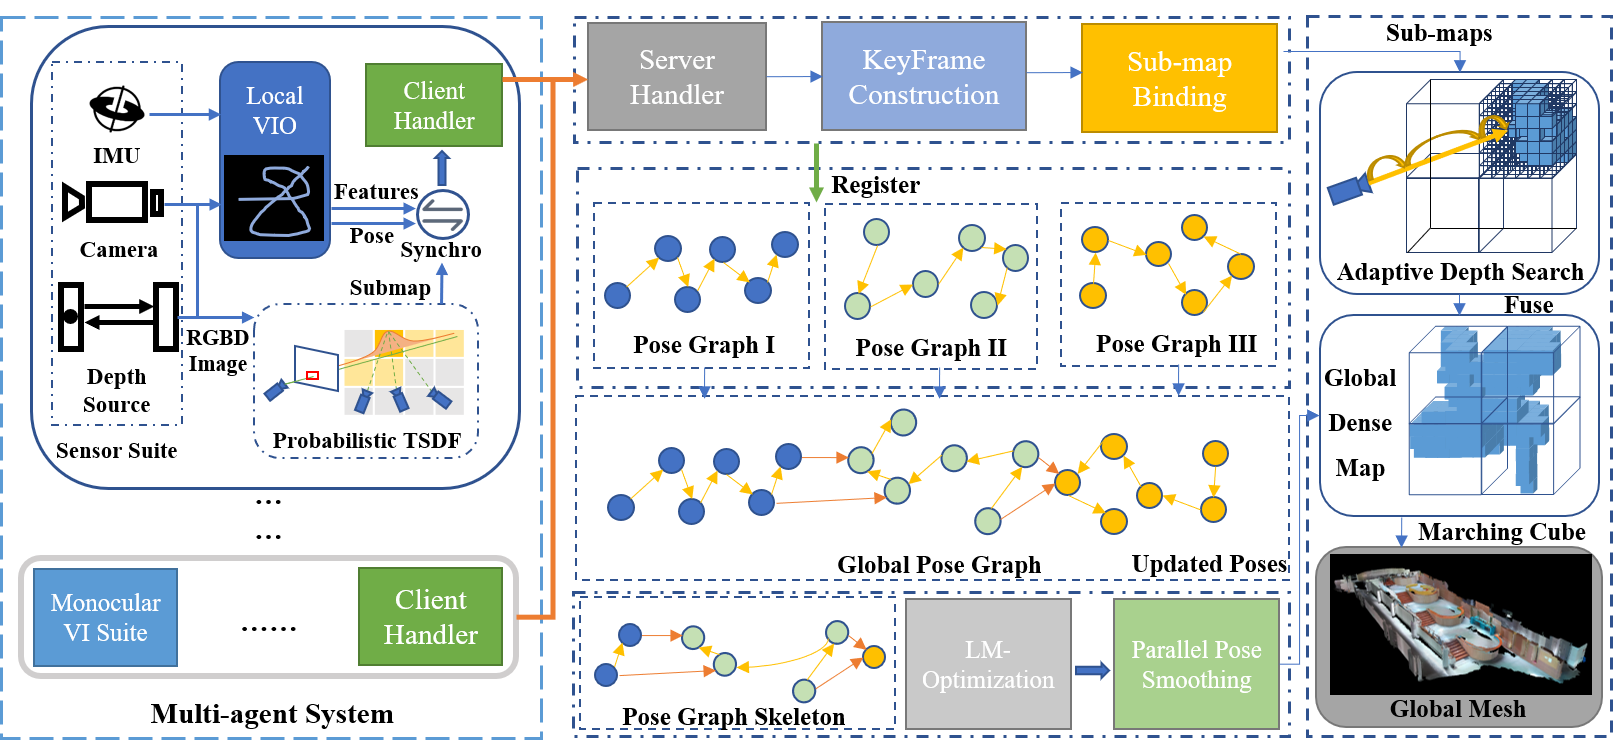 IMU
Camera
Depth
Source
Sensor Suite
Local
VIO
Features
Pose
Client
Handler
Synchro
Submap
RGBD
Image
Probabilistic TSDF
...
...
Monocular
VI Suite
......
Client
Handler
Multi-agent System
Server
Handler
KeyFrame
Construction
Sub-map
Binding
Register
Pose Graph I
Pose Graph II
Pose Graph III
Global Pose Graph
Updated Poses
Pose Graph Skeleton
LM-
Optimization
Parallel Pose
Smoothing
Sub-maps
Adaptive Depth Search
Fuse
Global
Dense
Map
Marching Cube
Global Mesh